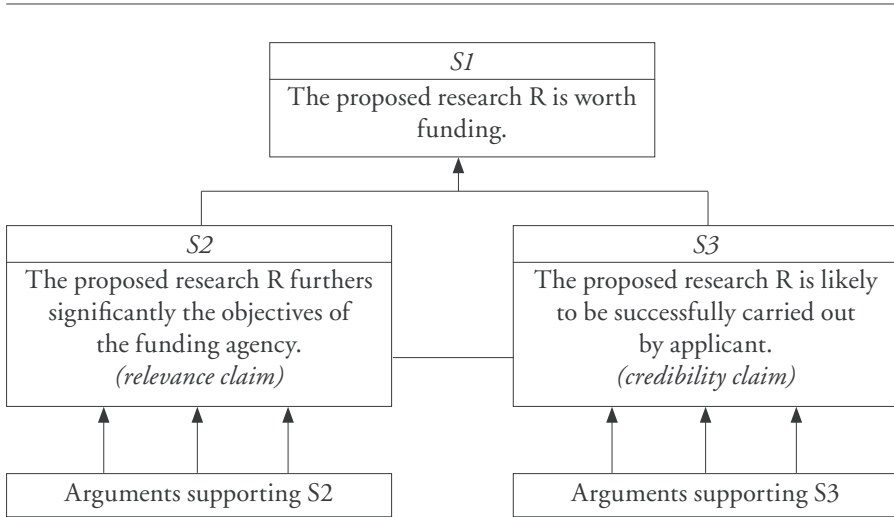 S1
The proposed research R is worth
funding.
S2
The proposed research R furthers
significantly the objectives of
the funding agency.
(relevance claim)
S3
The proposed research R is likely
to be successfully carried out
by applicant.
(credibility claim)
Arguments supporting S2
Arguments supporting S3